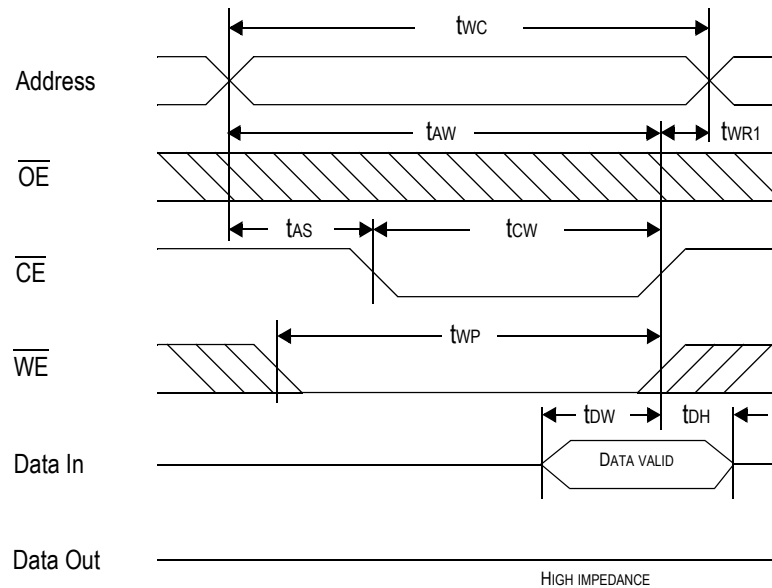 tWC
Address
tAW
tWR1
OE
tAS
tCW
CE
tWP
WE
tDW
tDH
Data In
DATA VALID
Data Out
HIGH IMPEDANCE